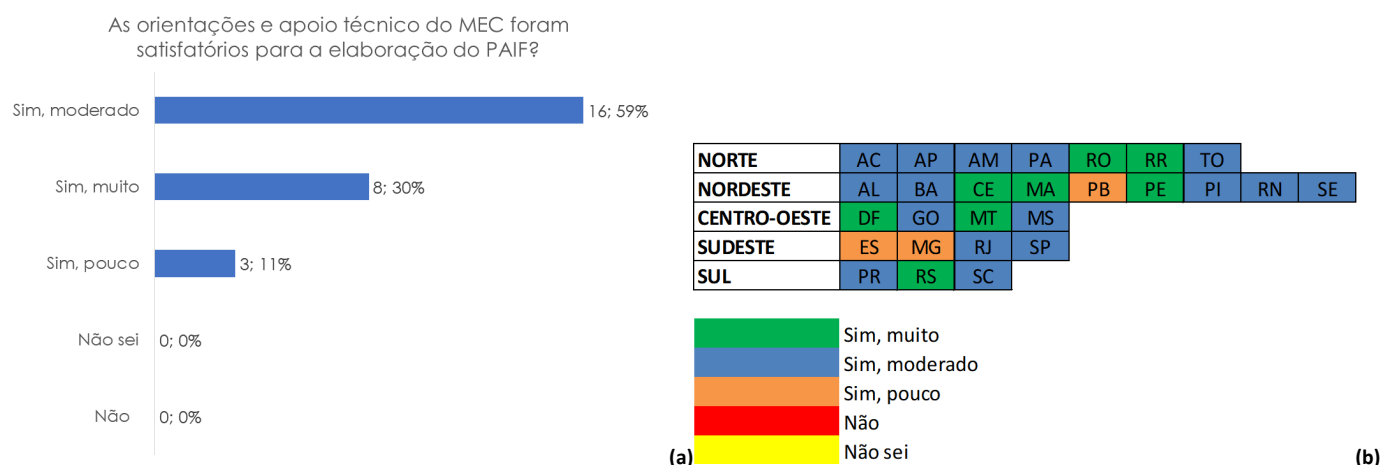 As orientações e apoio técnico do MEC foram
satisfatórios para a elaboração do PAIF?
Sim, moderado 16; 59%
Sim, muito 8; 30%
Sim, pouco 3; 11%
Não sei 0; 0%
Não 0; 0%
(a)
NORTE AC AP AM PA RO RR TO
NORDESTE AL BA CE MA PB PE PI RN SE
CENTRO-OESTE DF GO MT MS
SUDESTE ES MG RJ SP
SUL PR RS SC
Sim, muito
Sim, moderado
Sim, pouco
Não
Não sei
(b)